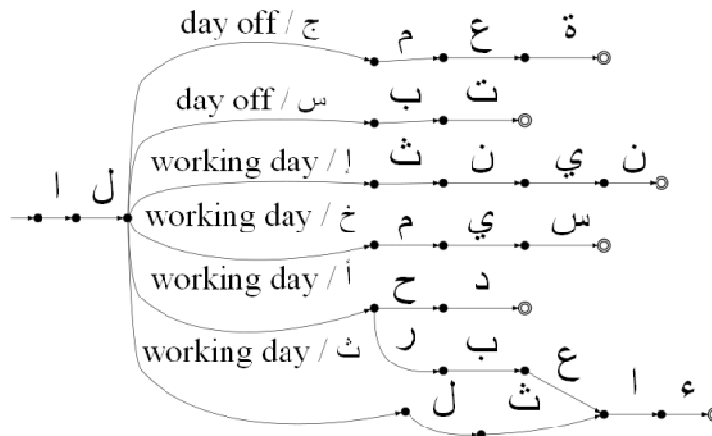 day off / ج م ع ة
day off / س ب ت
working day / إ ث ن ي ن
ا ل
working day / خ م ي س
working day / أ ح د
working day / ث ر ب ع ا ء
ل ث